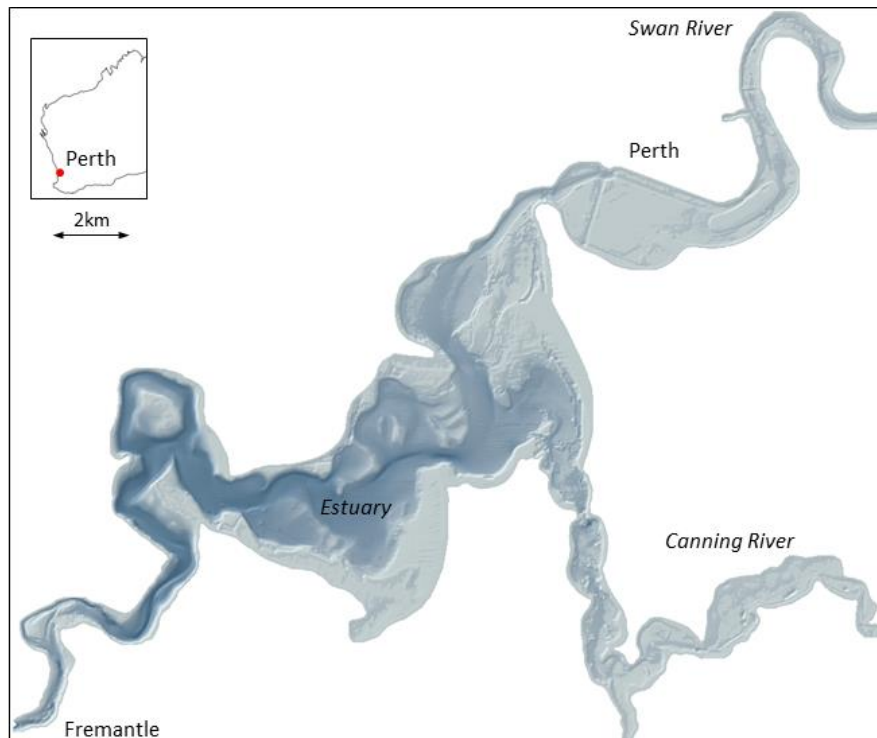 Swan River
Perth
Perth
2km
Estuary
Canning River
Fremantle